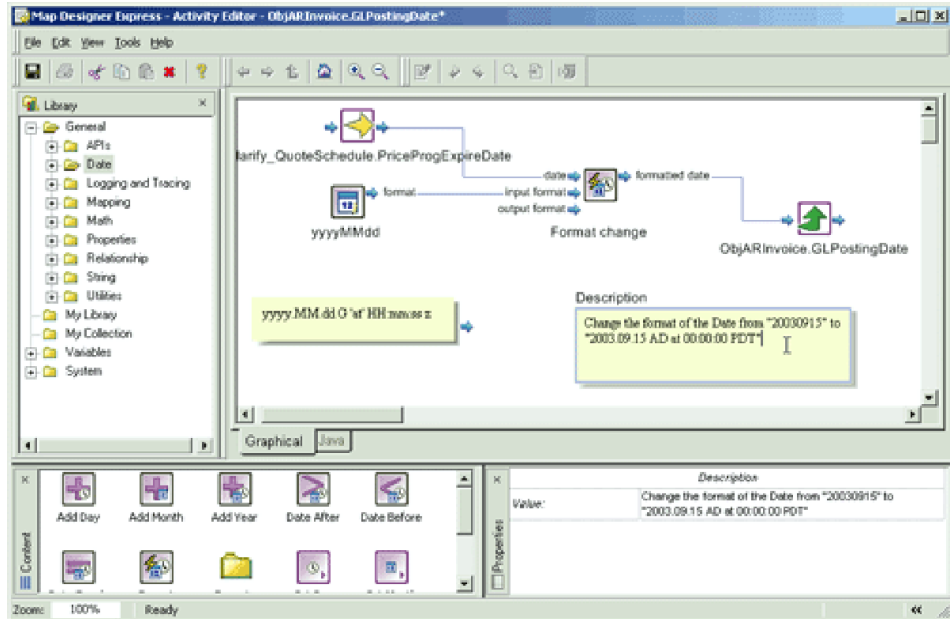 Map Designer Express - Activity Editor - ObjARInvoice.GLPostingDate*
File Edit View Tools Help
Library
General
APIs
Date
Logging and Tracing
Mapping
Math
Properties
Relationship
String
Utilities
My Library
My Collection
Variables
System
larify_QuoteSchedule.PriceProgExpireDate
date
input format
output format
formatted date
format
yyyyMMdd
Format change
ObjARInvoice.GLPostingDate
yyyy.MM.dd G 'at' HH:mm:ss z
Description
Change the format of the Date from "20030915" to
"2003.09.15 AD at 00:00:00 PDT"
Graphical Java
Content
Add Day Add Month Add Year Date After Date Before
Properties
Description
Value:
Change the format of the Date from "20030915" to
"2003.09.15 AD at 00:00:00 PDT"
Zoom: 100% Ready